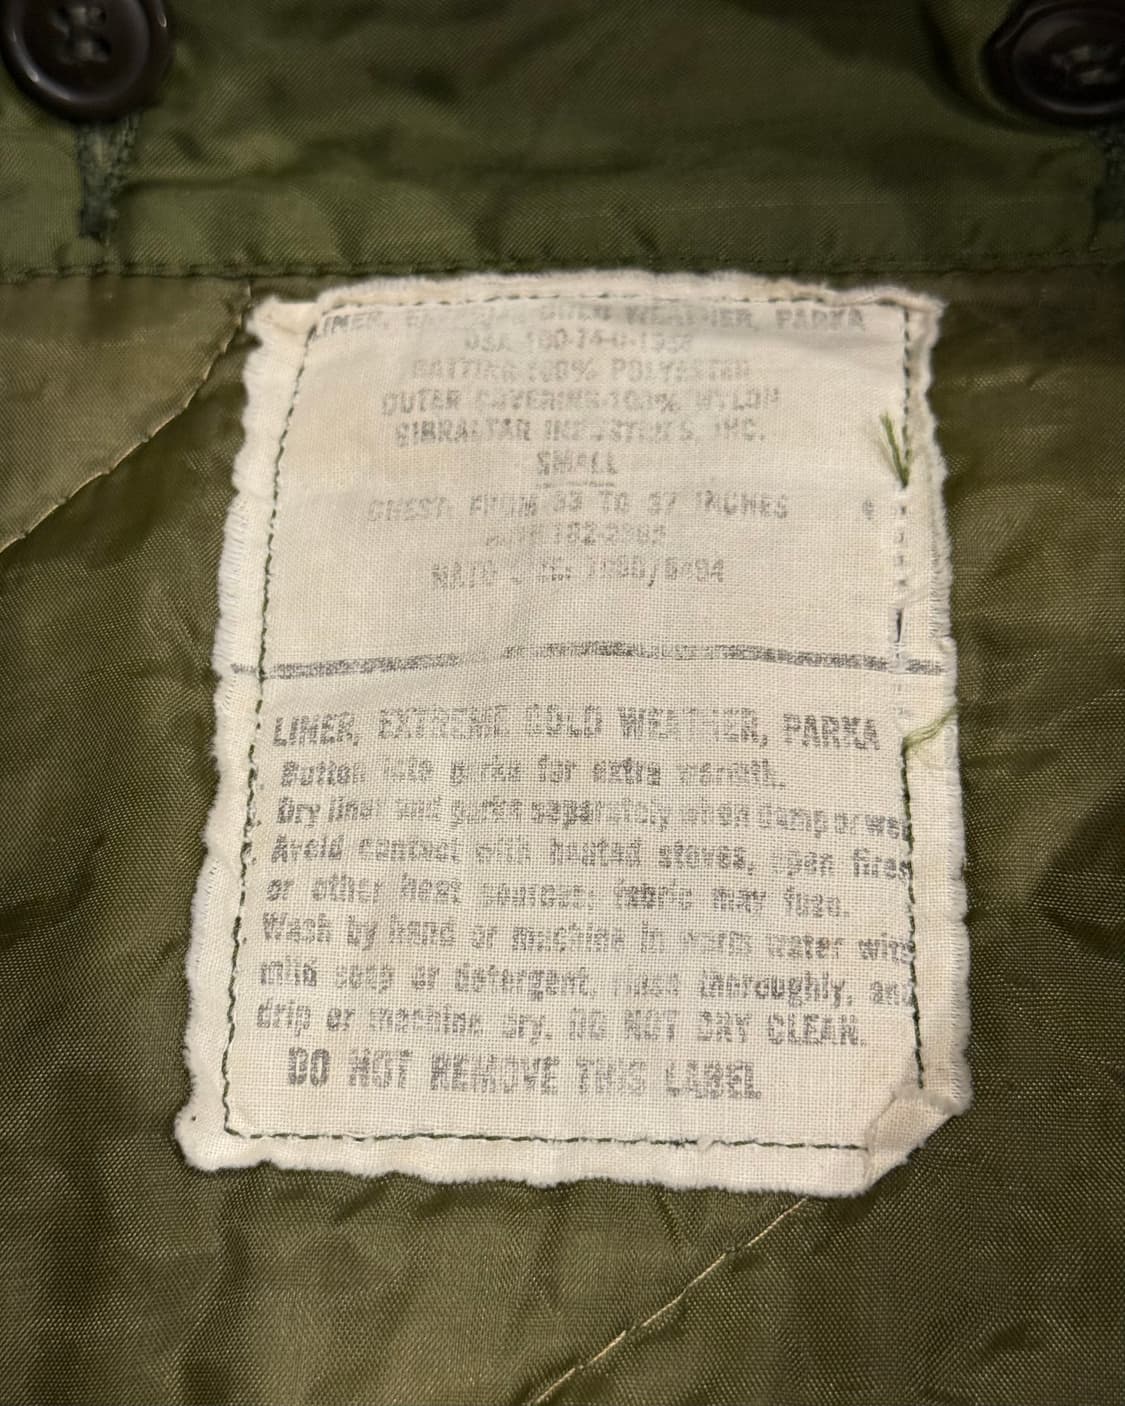 LINER, EXTREME COLD WEATHER, PARKA
BATTING 100% POLYESTER
OUTER COVERING-100% NYLON
GIBRALTAR INDUSTRIES, INC.
SMALL
CHEST: FROM 33 TO 37 INCHES
NATO SIZE:
LINER, EXTREME COLD WEATHER, PARKA
Button into parka for extra warmth.
Dry liner and parka separately when damp or wet
Avoid contact with heated stoves, open fires
or other heat sources; fabric may fuse.
Wash by hand or machine in warm water with
mild soap or detergent, rinse thoroughly, and
drip or machine dry. DO NOT DRY CLEAN.
DO NOT REMOVE THIS LABEL